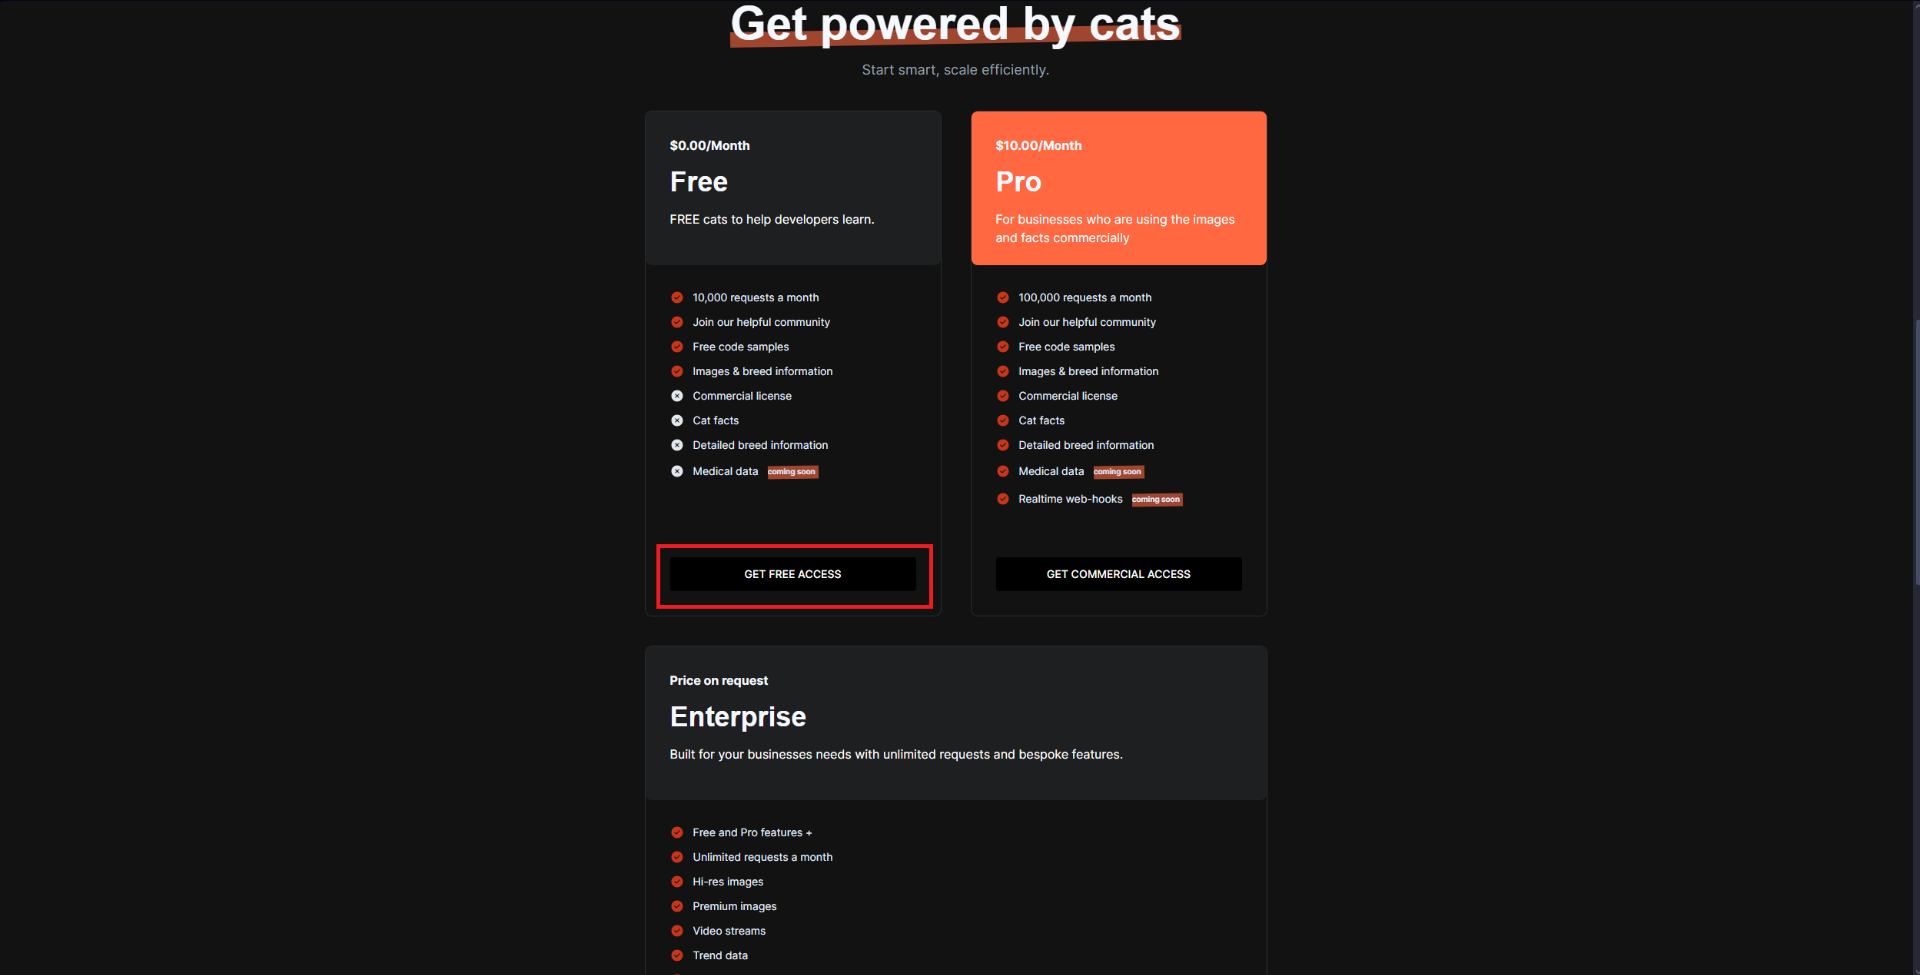 Get powered by cats
Start smart, scale efficiently.
$0.00/Month
Free
FREE cats to help developers learn.
10,000 requests a month
Join our helpful community
Free code samples
Images & breed information
Commercial license
Cat facts
Detailed breed information
Medical data coming soon
GET FREE ACCESS
$10.00/Month
Pro
For businesses who are using the images
and facts commercially
100,000 requests a month
Join our helpful community
Free code samples
Images & breed information
Commercial license
Cat facts
Detailed breed information
Medical data coming soon
Realtime web-hooks coming soon
GET COMMERCIAL ACCESS
Price on request
Enterprise
Built for your businesses needs with unlimited requests and bespoke features.
Free and Pro features +
Unlimited requests a month
Hi-res images
Premium images
Video streams
Trend data